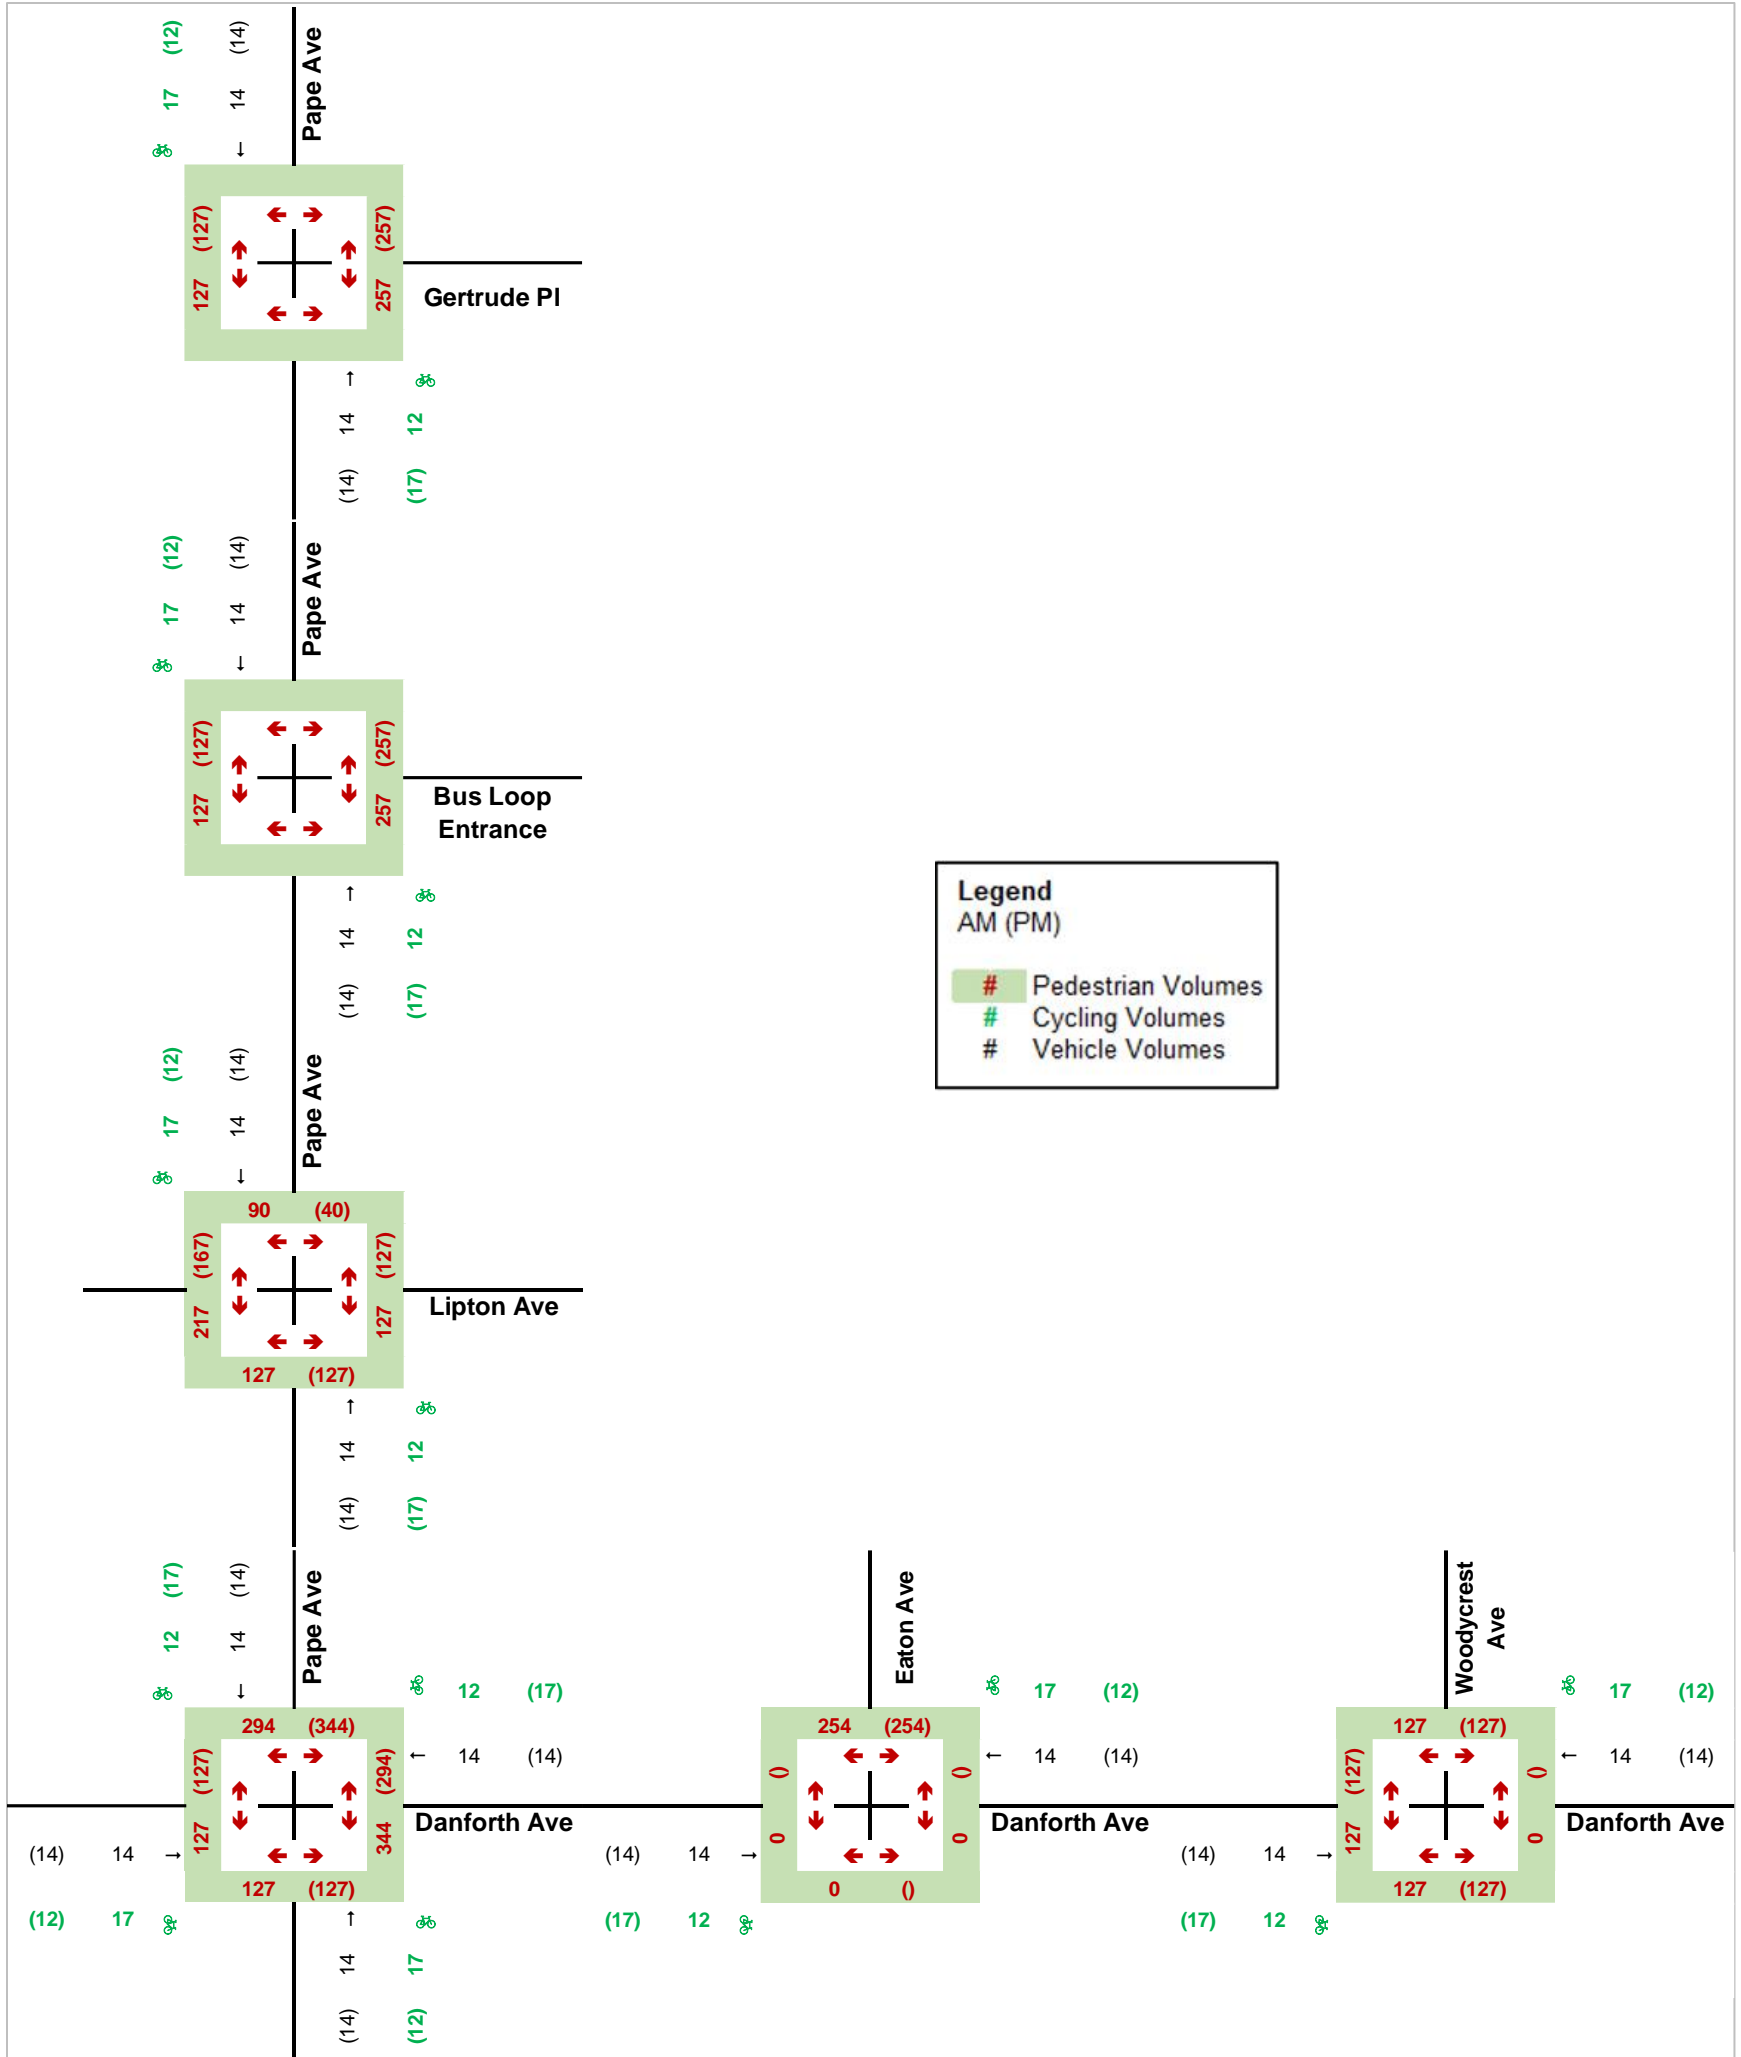 (12) (14)
17 14
Pape Ave
127 (127)
257 (257)
Gertrude Pl
14 12
(14) (17)
(12) (14)
17 14
Pape Ave
127 (127)
257 (257)
Bus Loop
Entrance
14 12
(14) (17)
Legend
AM (PM)
# Pedestrian Volumes
# Cycling Volumes
# Vehicle Volumes
(12) (14)
17 14
Pape Ave
90 (40)
217 (167)
127 (127)
Lipton Ave
127 (127)
14 12
(14) (17)
(17) (14)
12 14
Pape Ave
12 (17)
294 (344)
14 (14)
127 (127)
344 (294)
Danforth Ave
(14) 14
127 (127)
(12) 17
14 17
(14) (12)
Eaton Ave
17 (12)
254 (254)
14 (14)
0 ()
0 ()
Danforth Ave
(14) 14
0 ()
(17) 12
Woodycrest
Ave
17 (12)
127 (127)
14 (14)
127 (127)
0 ()
Danforth Ave
(14) 14
127 (127)
(17) 12